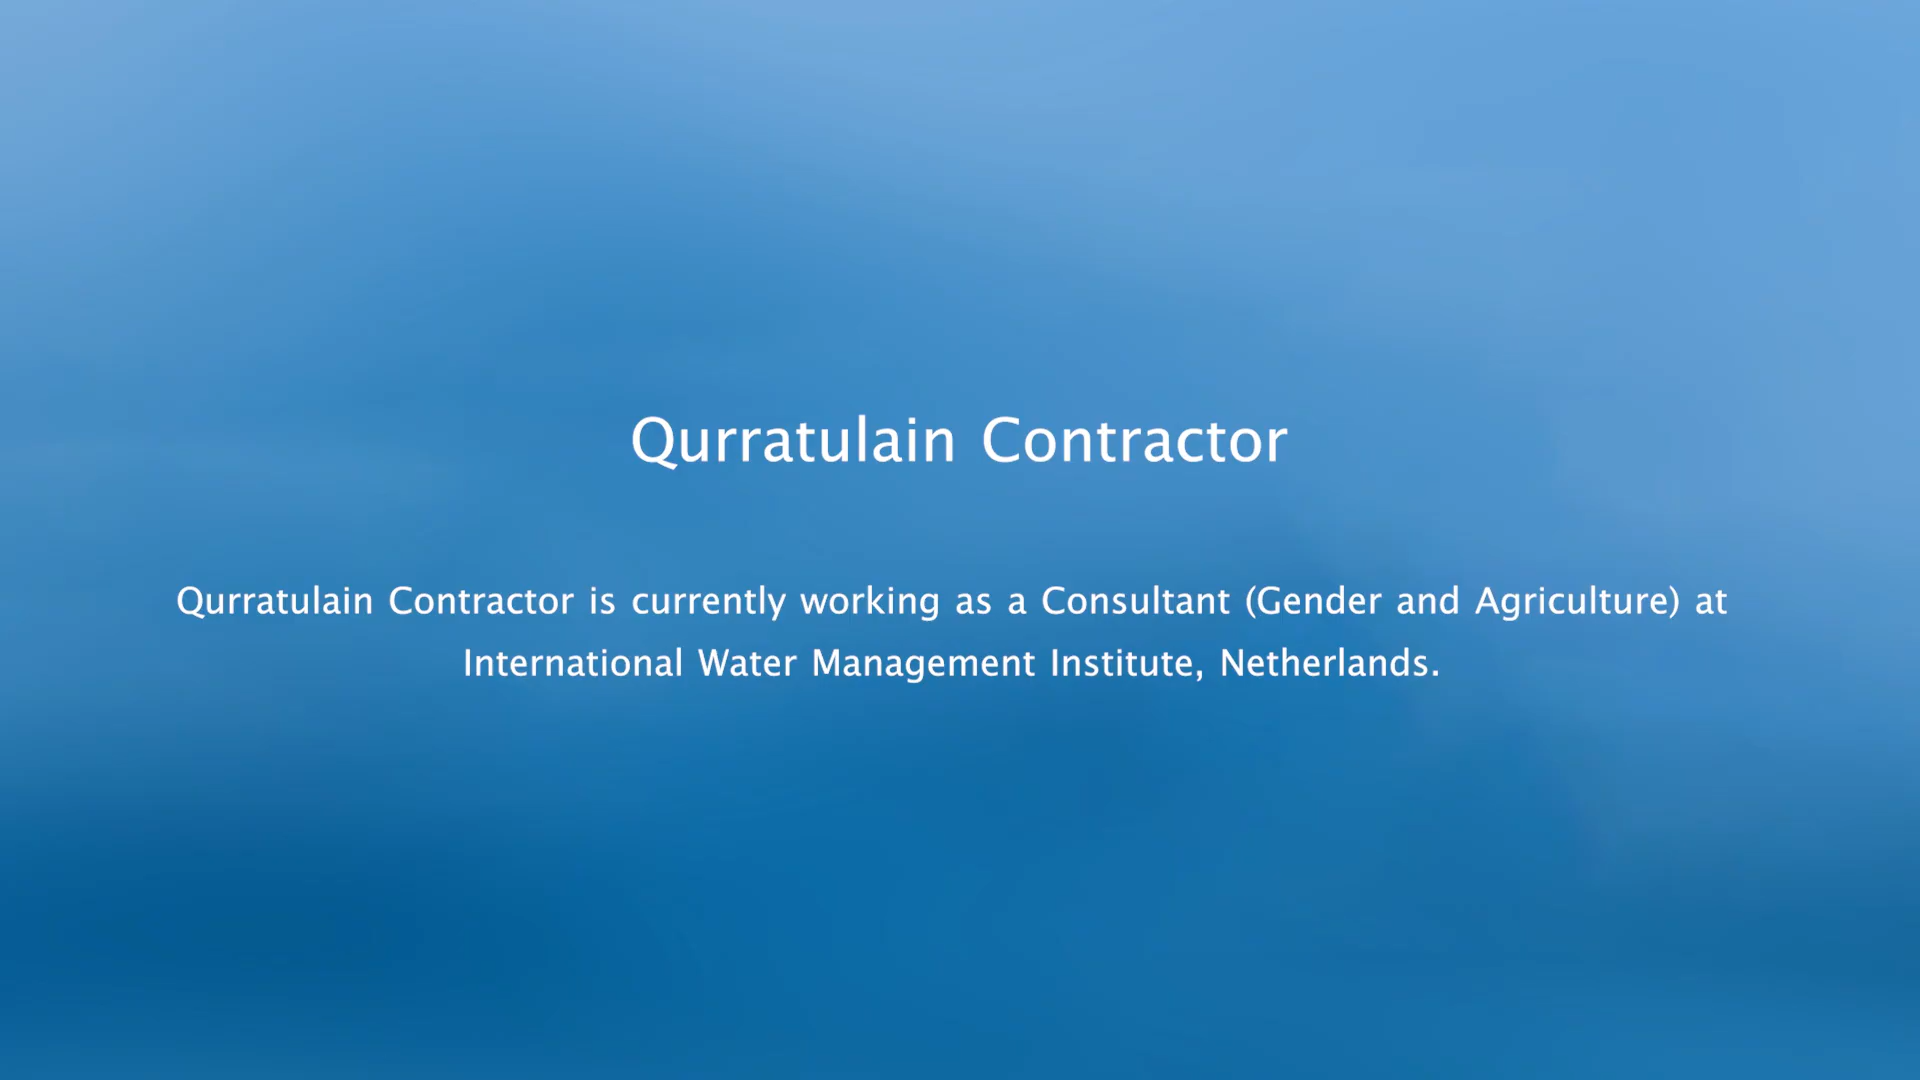 Qurratulain Contractor
Qurratulain Contractor is currently working as a Consultant (Gender and Agriculture) at
International Water Management Institute, Netherlands.